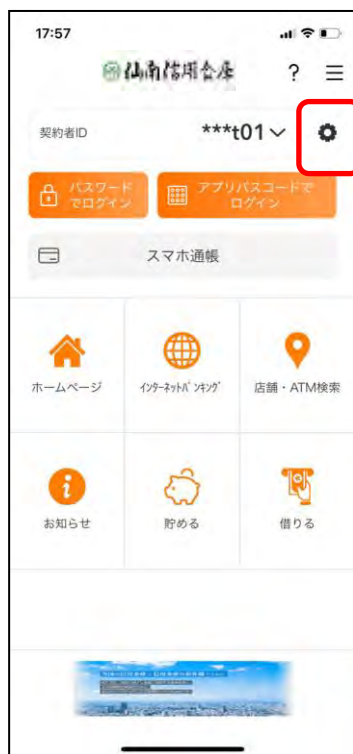 17:57
仙南信用金庫 ?
契約者ID ***t01
パスワード
でログイン
アプリパスコードで
ログイン
スマホ通帳
ホームページ
インターネットバンキング
店舗・ATM検索
お知らせ
貯める
借りる